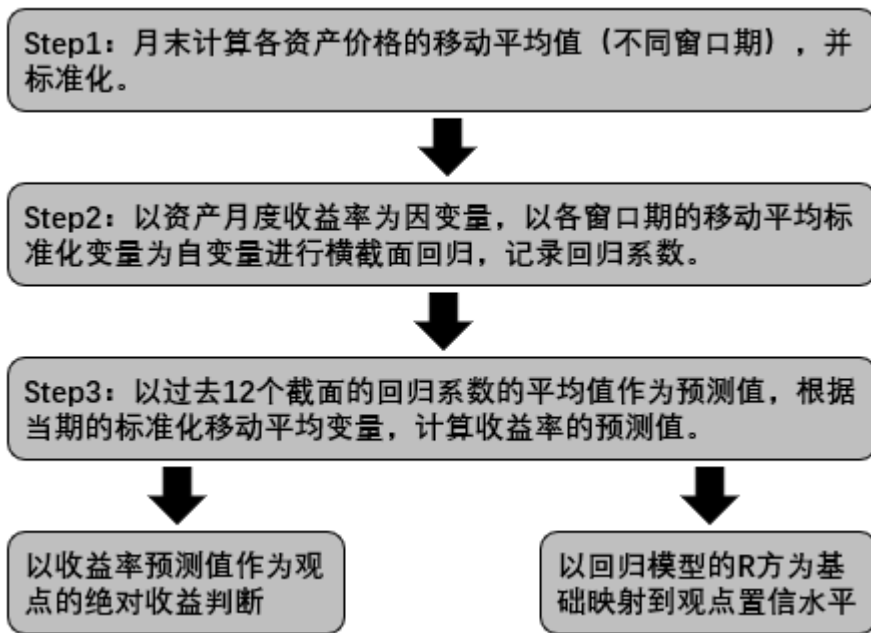 Step1：月末计算各资产价格的移动平均值（不同窗口期），并
标准化。
Step2：以资产月度收益率为因变量，以各窗口期的移动平均标
准化变量为自变量进行横截面回归，记录回归系数。
Step3：以过去12个截面的回归系数的平均值作为预测值，根据
当期的标准化移动平均变量，计算收益率的预测值。
以收益率预测值作为观
点的绝对收益判断
以回归模型的R方为基
础映射到观点置信水平